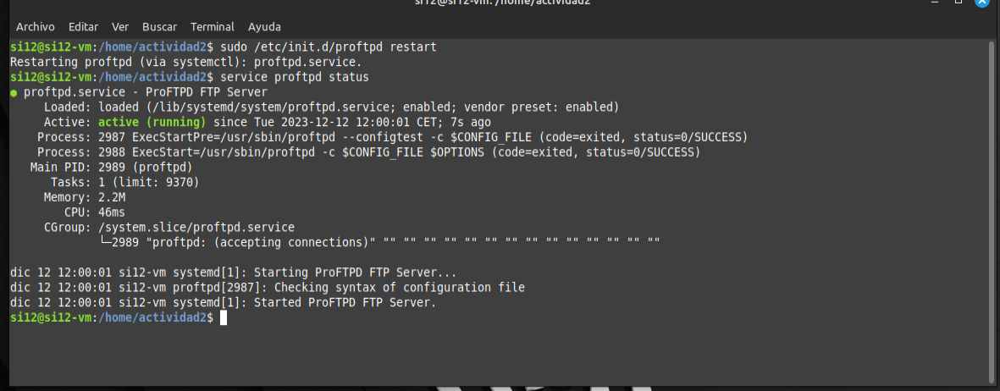 si12@si12-vm: /home/actividad2
Archivo Editar Ver Buscar Terminal Ayuda
si12@si12-vm:/home/actividad2$ sudo /etc/init.d/proftpd restart
Restarting proftpd (via systemctl): proftpd.service.
si12@si12-vm:/home/actividad2$ service proftpd status
● proftpd.service - ProFTPD FTP Server
Loaded: loaded (/lib/systemd/system/proftpd.service; enabled; vendor preset: enabled)
Active: active (running) since Tue 2023-12-12 12:00:01 CET; 7s ago
Process: 2987 ExecStartPre=/usr/sbin/proftpd --configtest -c $CONFIG_FILE (code=exited, status=0/SUCCESS)
Process: 2988 ExecStart=/usr/sbin/proftpd -c $CONFIG_FILE $OPTIONS (code=exited, status=0/SUCCESS)
Main PID: 2989 (proftpd)
Tasks: 1 (limit: 9370)
Memory: 2.2M
CPU: 46ms
CGroup: /system.slice/proftpd.service
└─2989 "proftpd: (accepting connections)" "" "" "" "" "" "" "" "" "" "" "" "" "" ""
dic 12 12:00:01 si12-vm systemd[1]: Starting ProFTPD FTP Server...
dic 12 12:00:01 si12-vm proftpd[2987]: Checking syntax of configuration file
dic 12 12:00:01 si12-vm systemd[1]: Started ProFTPD FTP Server.
si12@si12-vm:/home/actividad2$